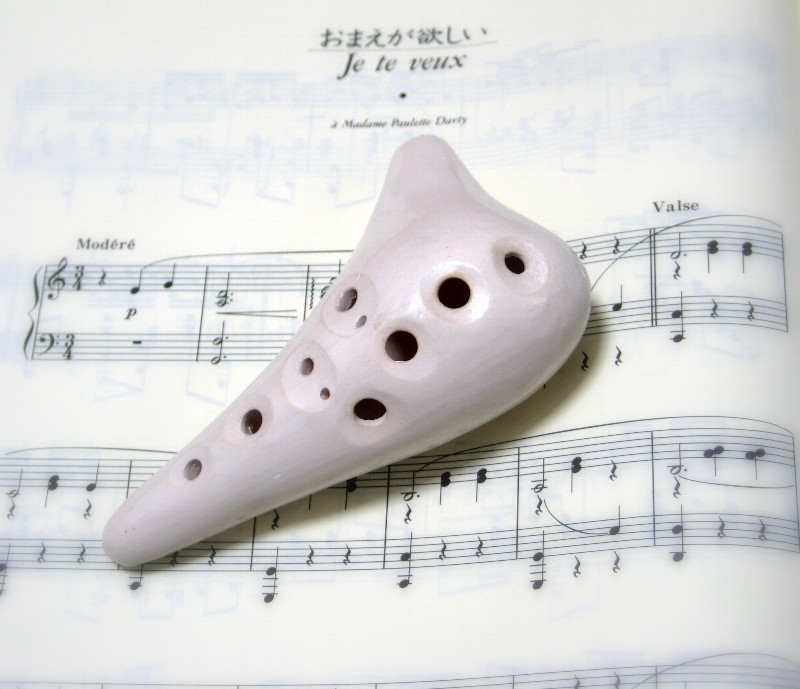 おまえが欲しい
Je te veux
à Madame Paulette Darty
Valse
Modéré
p